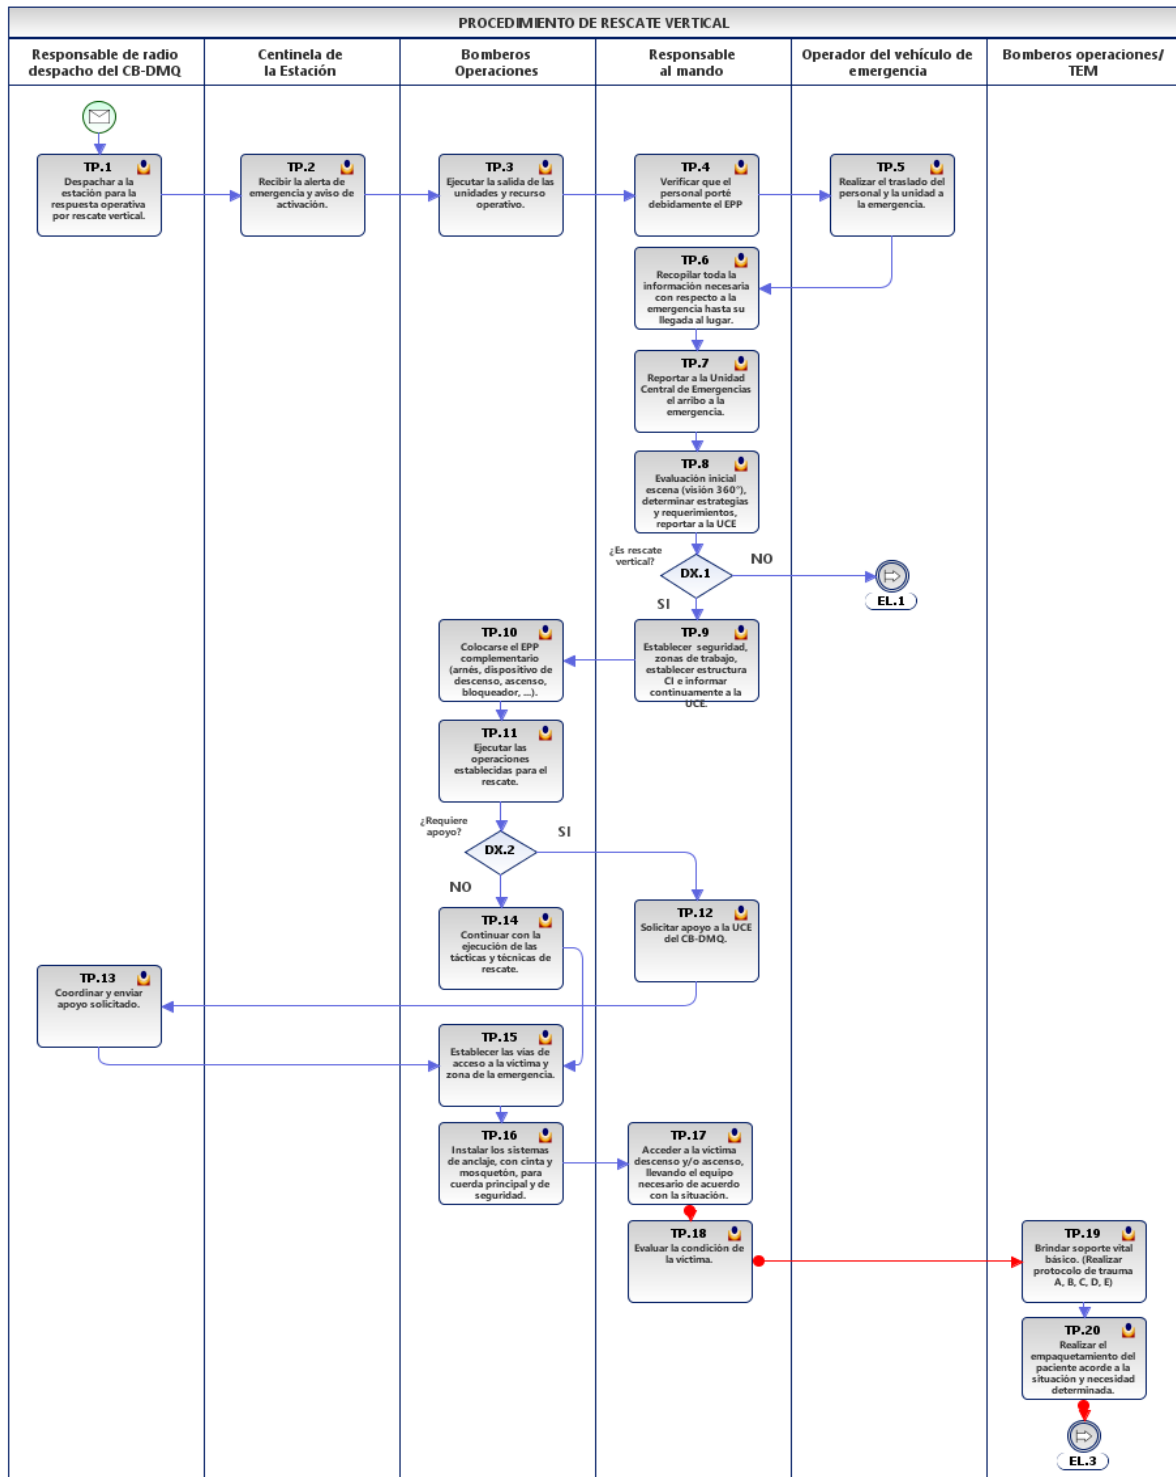 PROCEDIMIENTO DE RESCATE VERTICAL
Responsable de radio
despacho del CB-DMQ
Centinela de
la Estación
Bomberos
Operaciones
Responsable
al mando
Operador del vehículo de
emergencia
Bomberos operaciones/
TEM
TP.1
Despachar a la
estación para la
respuesta operativa
por rescate vertical.
TP.2
Recibir la alerta de
emergencia y aviso de
activación.
TP.3
Ejecutar la salida de las
unidades y recurso
operativo.
TP.4
Verificar que el
personal porté
debidamente el EPP
TP.5
Realizar el traslado del
personal y la unidad a
la emergencia.
TP.6
Recopilar toda la
información necesaria
con respecto a la
emergencia hasta su
llegada al lugar.
TP.7
Reportar a la Unidad
Central de Emergencias
el arribo a la
emergencia.
TP.8
Evaluación inicial
escena (visión 360°),
determinar estrategias
y requerimientos,
reportar a la UCE
¿Es rescate
vertical?
DX.1
NO
EL.1
SI
TP.9
Establecer seguridad,
zonas de trabajo,
establecer estructura
CI e informar
continuamente a la
UCE.
TP.10
Colocarse el EPP
complementario
(arnés, dispositivo de
descenso, ascenso,
bloqueador, ...).
TP.11
Ejecutar las
operaciones
establecidas para el
rescate.
¿Requiere
apoyo?
DX.2
SI
NO
TP.12
Solicitar apoyo a la UCE
del CB-DMQ.
TP.14
Continuar con la
ejecución de las
tácticas y técnicas de
rescate.
TP.13
Coordinar y enviar
apoyo solicitado.
TP.15
Establecer las vías de
acceso a la víctima y
zona de la emergencia.
TP.16
Instalar los sistemas
de anclaje, con cinta y
mosquetón, para
cuerda principal y de
seguridad.
TP.17
Acceder a la víctima
descenso y/o ascenso,
llevando el equipo
necesario de acuerdo
con la situación.
TP.18
Evaluar la condición de
la víctima.
TP.19
Brindar soporte vital
básico. (Realizar
protocolo de trauma
A, B, C, D, E)
TP.20
Realizar el
empaquetamiento del
paciente acorde a la
situación y necesidad
determinada.
EL.3